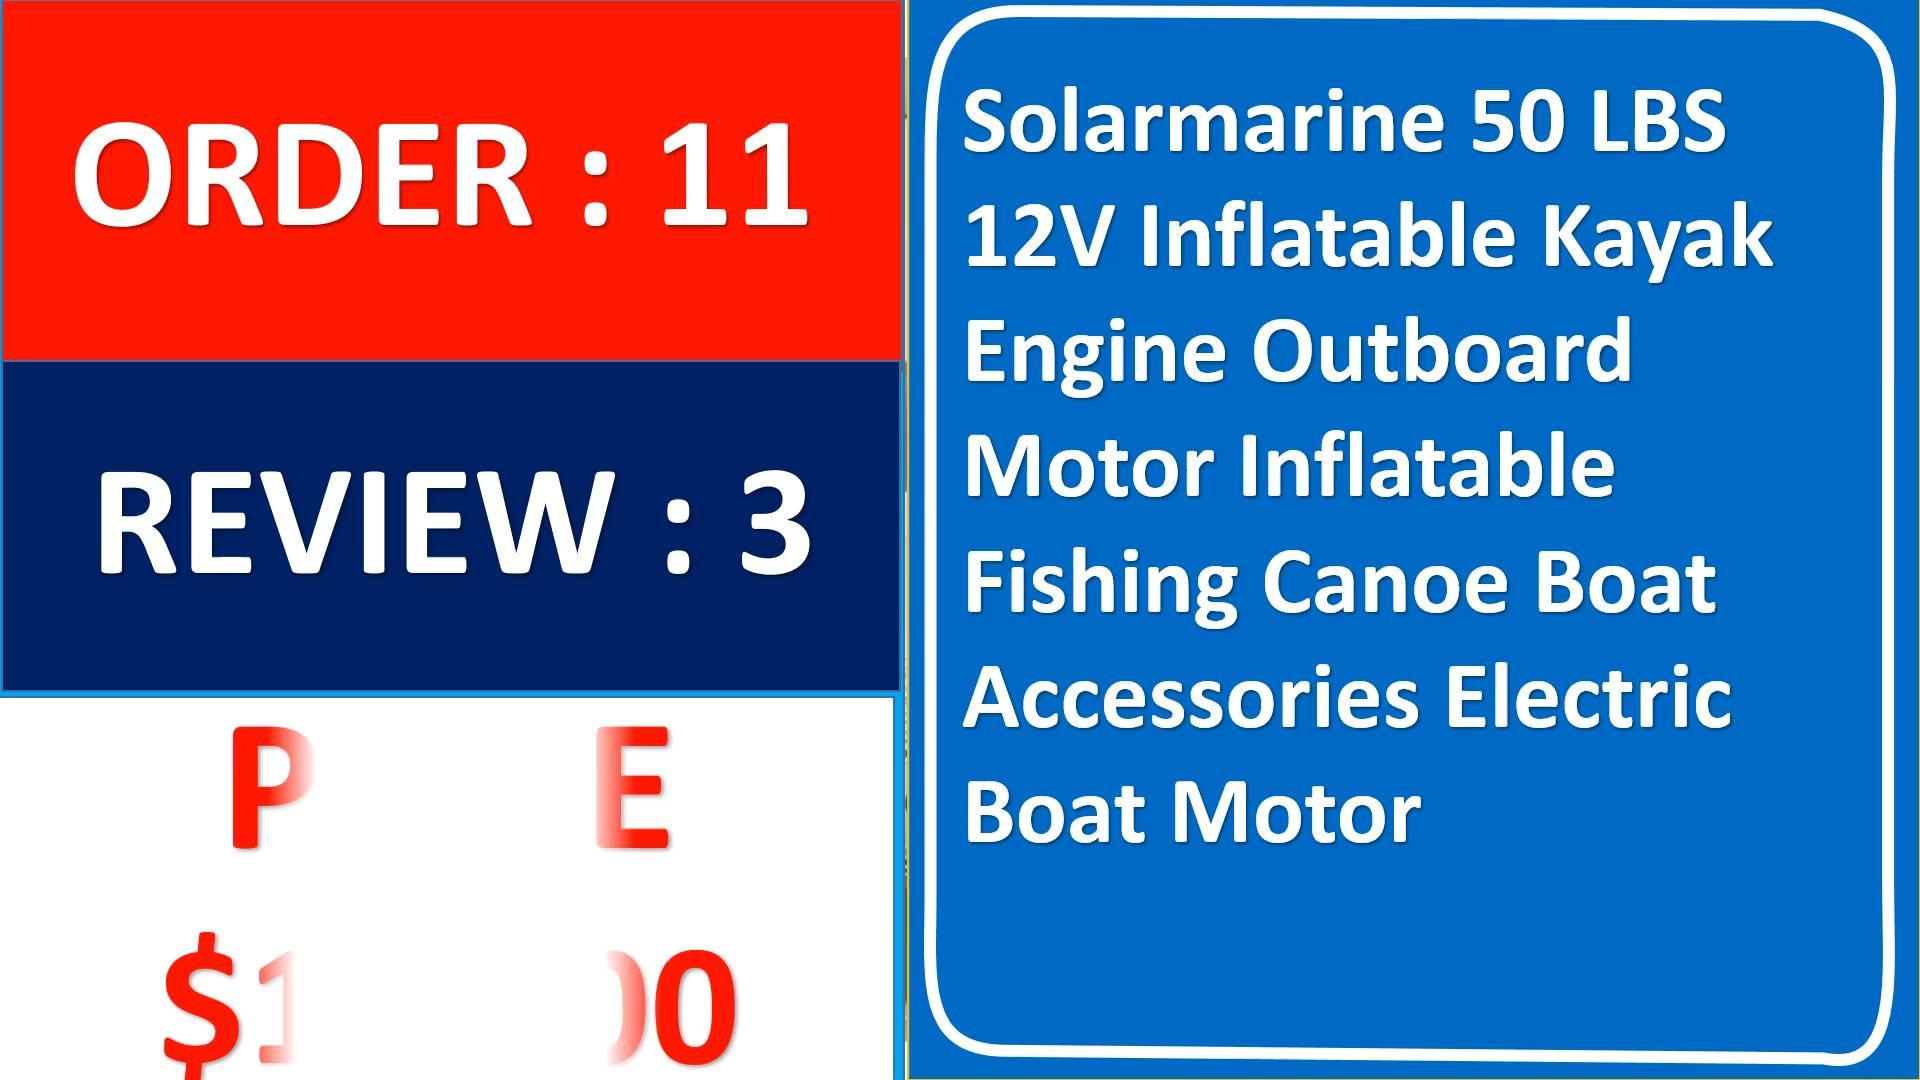 ORDER : 11
REVIEW : 3
Solarmarine 50 LBS
12V Inflatable Kayak
Engine Outboard
Motor Inflatable
Fishing Canoe Boat
Accessories Electric
Boat Motor